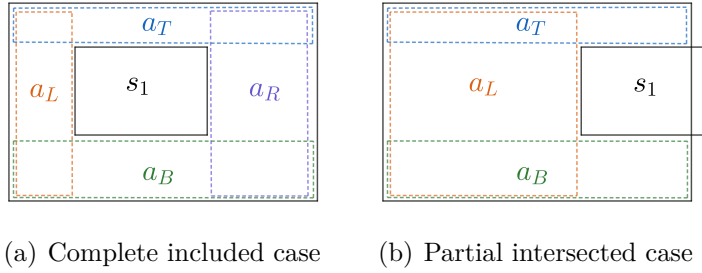 a_T
a_L s_1 a_R
a_B
a_T
a_L s_1
a_B
(a) Complete included case
(b) Partial intersected case